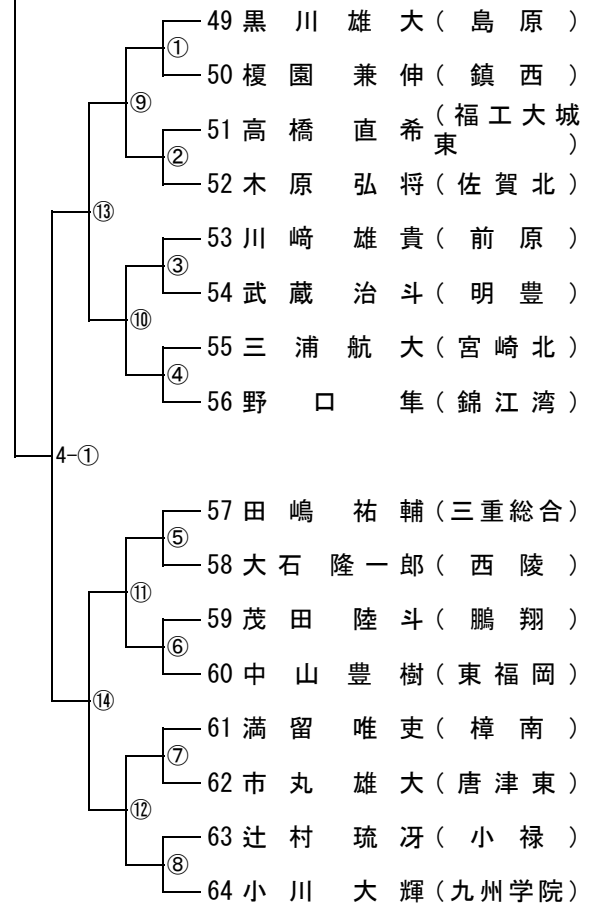 49 黒川雄大(島原)
①
50 榎園兼伸(鎮西)
⑨
51 高橋直希(福工大城東)
②
52 木原弘将(佐賀北)
⑬
53 川﨑雄貴(前原)
③
54 武蔵治斗(明豊)
⑩
55 三浦航大(宮崎北)
④
56 野口隼(錦江湾)
4-①
57 田嶋祐輔(三重総合)
⑤
58 大石隆一郎(西陵)
⑪
59 茂田陸斗(鵬翔)
⑥
60 中山豊樹(東福岡)
⑭
61 満留唯吏(樟南)
⑦
62 市丸雄大(唐津東)
⑫
63 辻村琉冴(小禄)
⑧
64 小川大輝(九州学院)